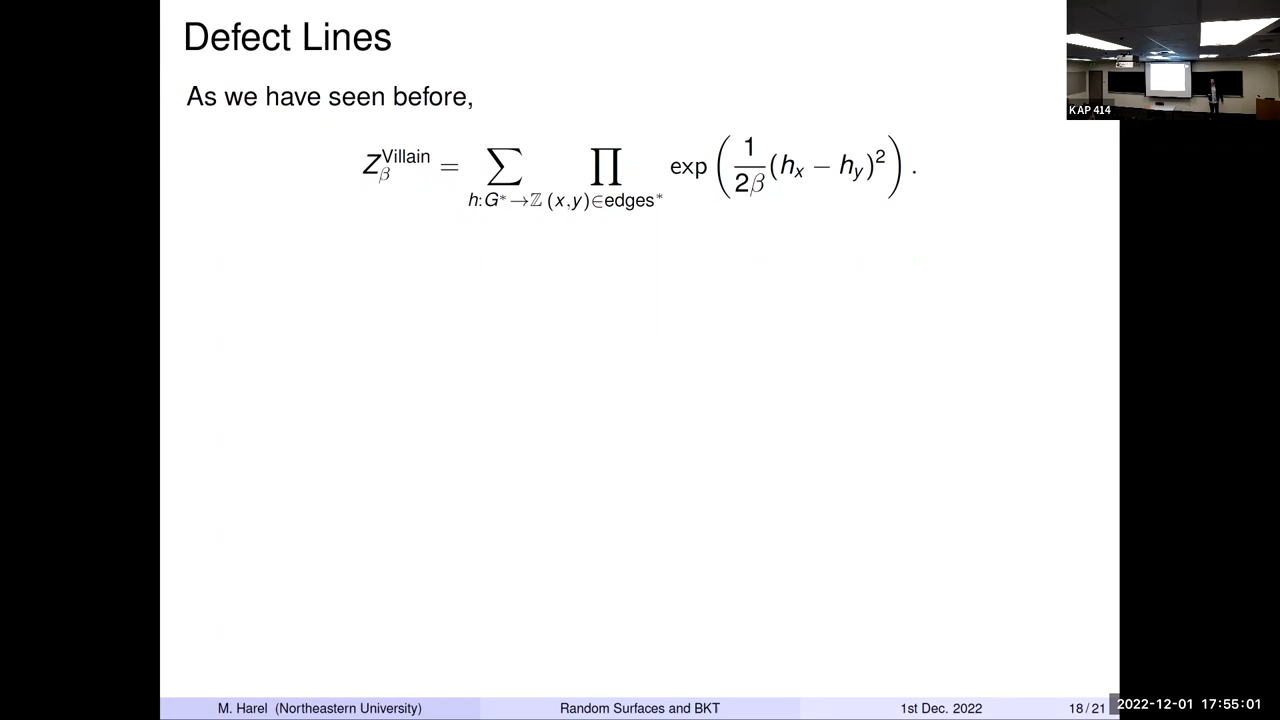 Defect Lines
As we have seen before,
Z_β^Villain = ∑_{h:G*→ℤ} ∏_{(x,y)∈edges*} exp ( 1/2β (h_x − h_y)^2 ) .
KAP 414
M. Harel (Northeastern University) Random Surfaces and BKT 1st Dec. 2022 18 / 21
2022-12-01 17:55:01